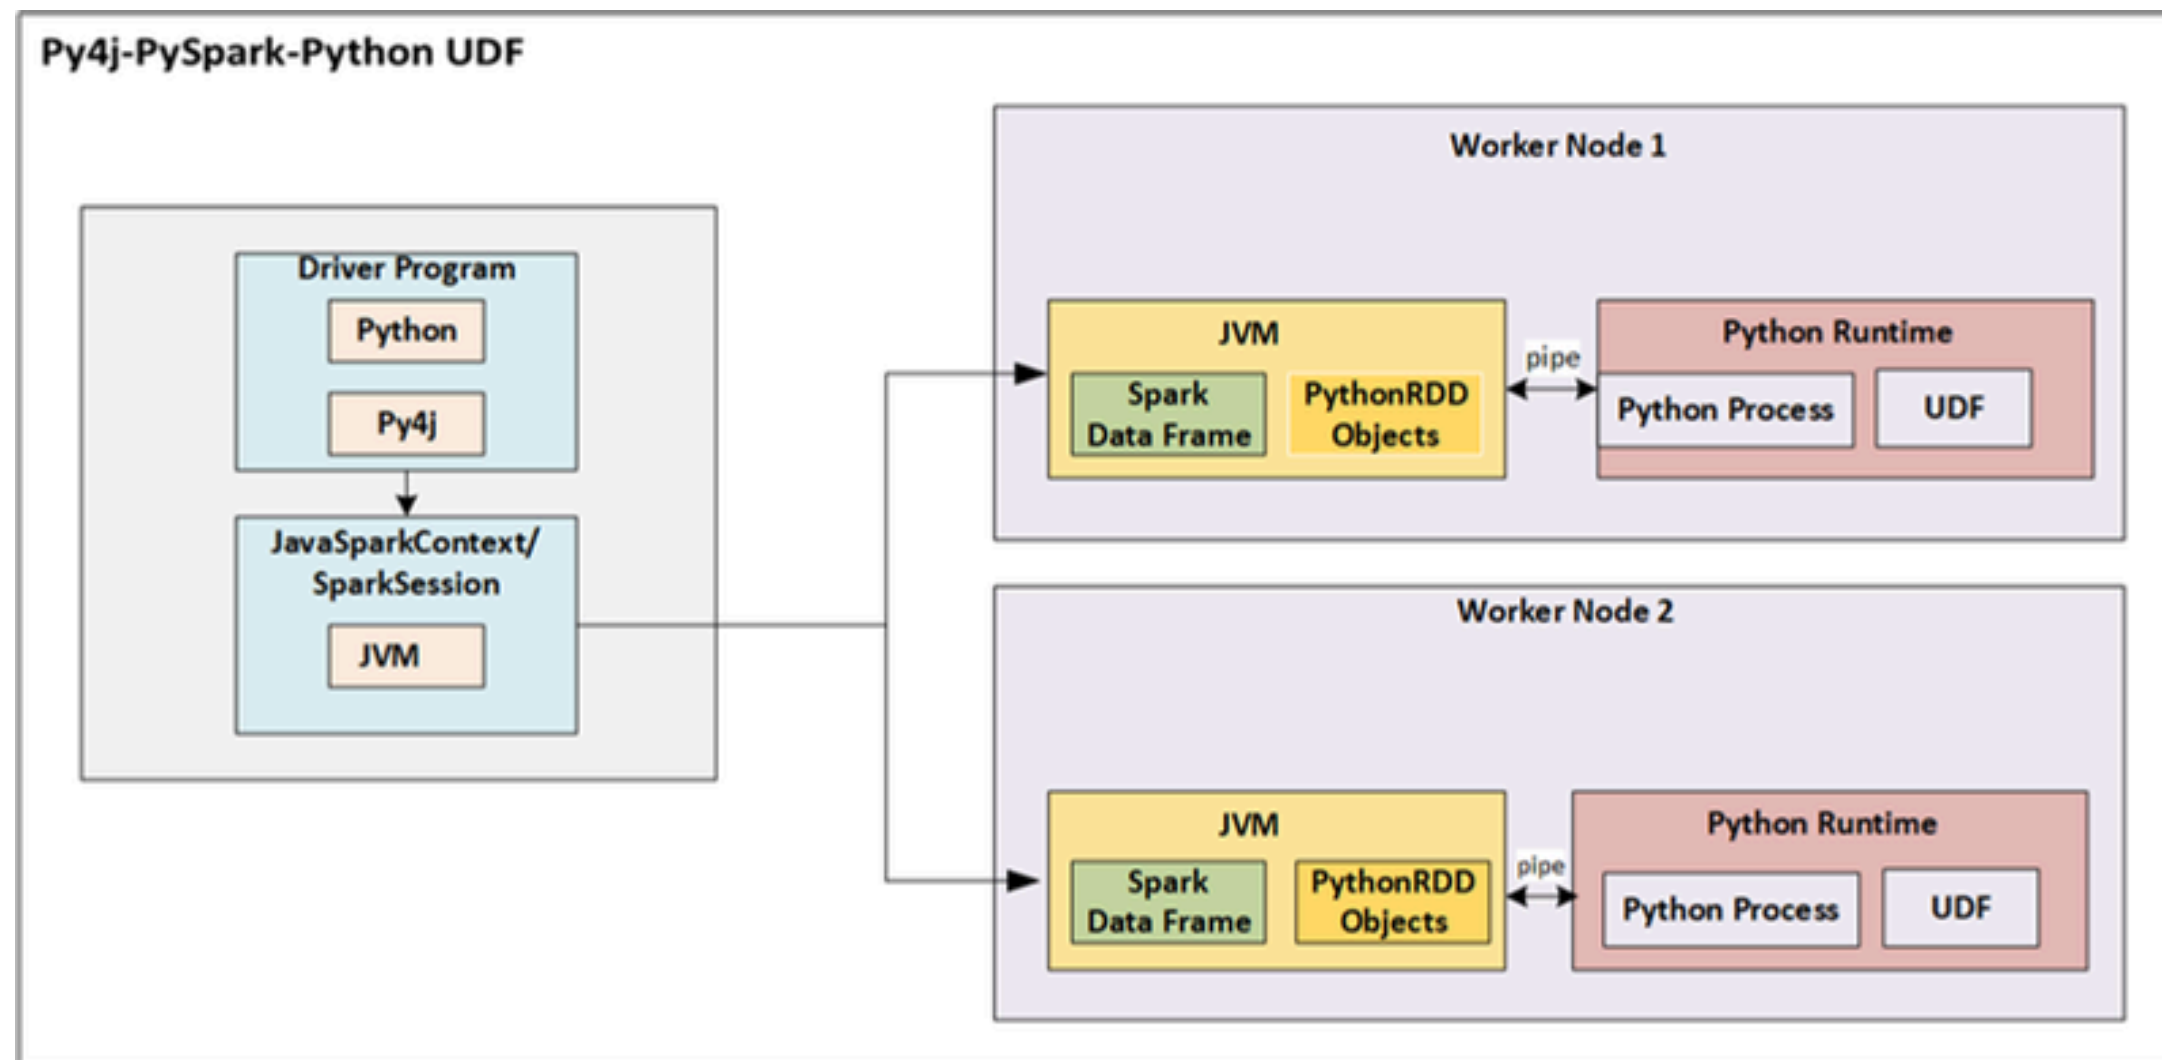 Py4j-PySpark-Python UDF
Driver Program
Python
Py4j
JavaSparkContext/
SparkSession
JVM
Worker Node 1
JVM
Spark
Data Frame
PythonRDD
Objects
pipe
Python Runtime
Python Process
UDF
Worker Node 2
JVM
Spark
Data Frame
PythonRDD
Objects
pipe
Python Runtime
Python Process
UDF